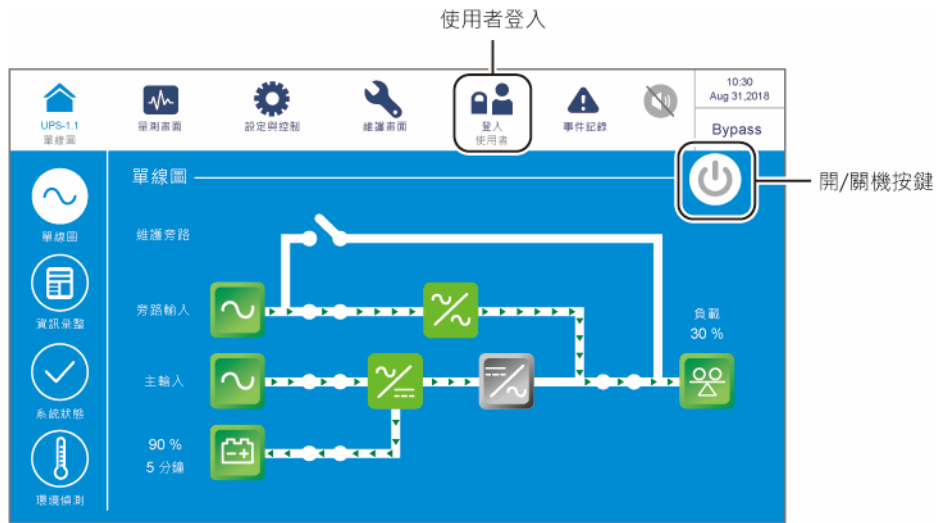 使用者登入
UPS-1.1
單線圖
量測畫面
設定與控制
維護畫面
登入
使用者
事件記錄
10:30
Aug 31,2018
Bypass
開/關機按鍵
單線圖
單線圖
維護旁路
資訊彙整
旁路輸入
負載
30 %
主輸入
系統狀態
90 %
5 分鐘
環境偵測